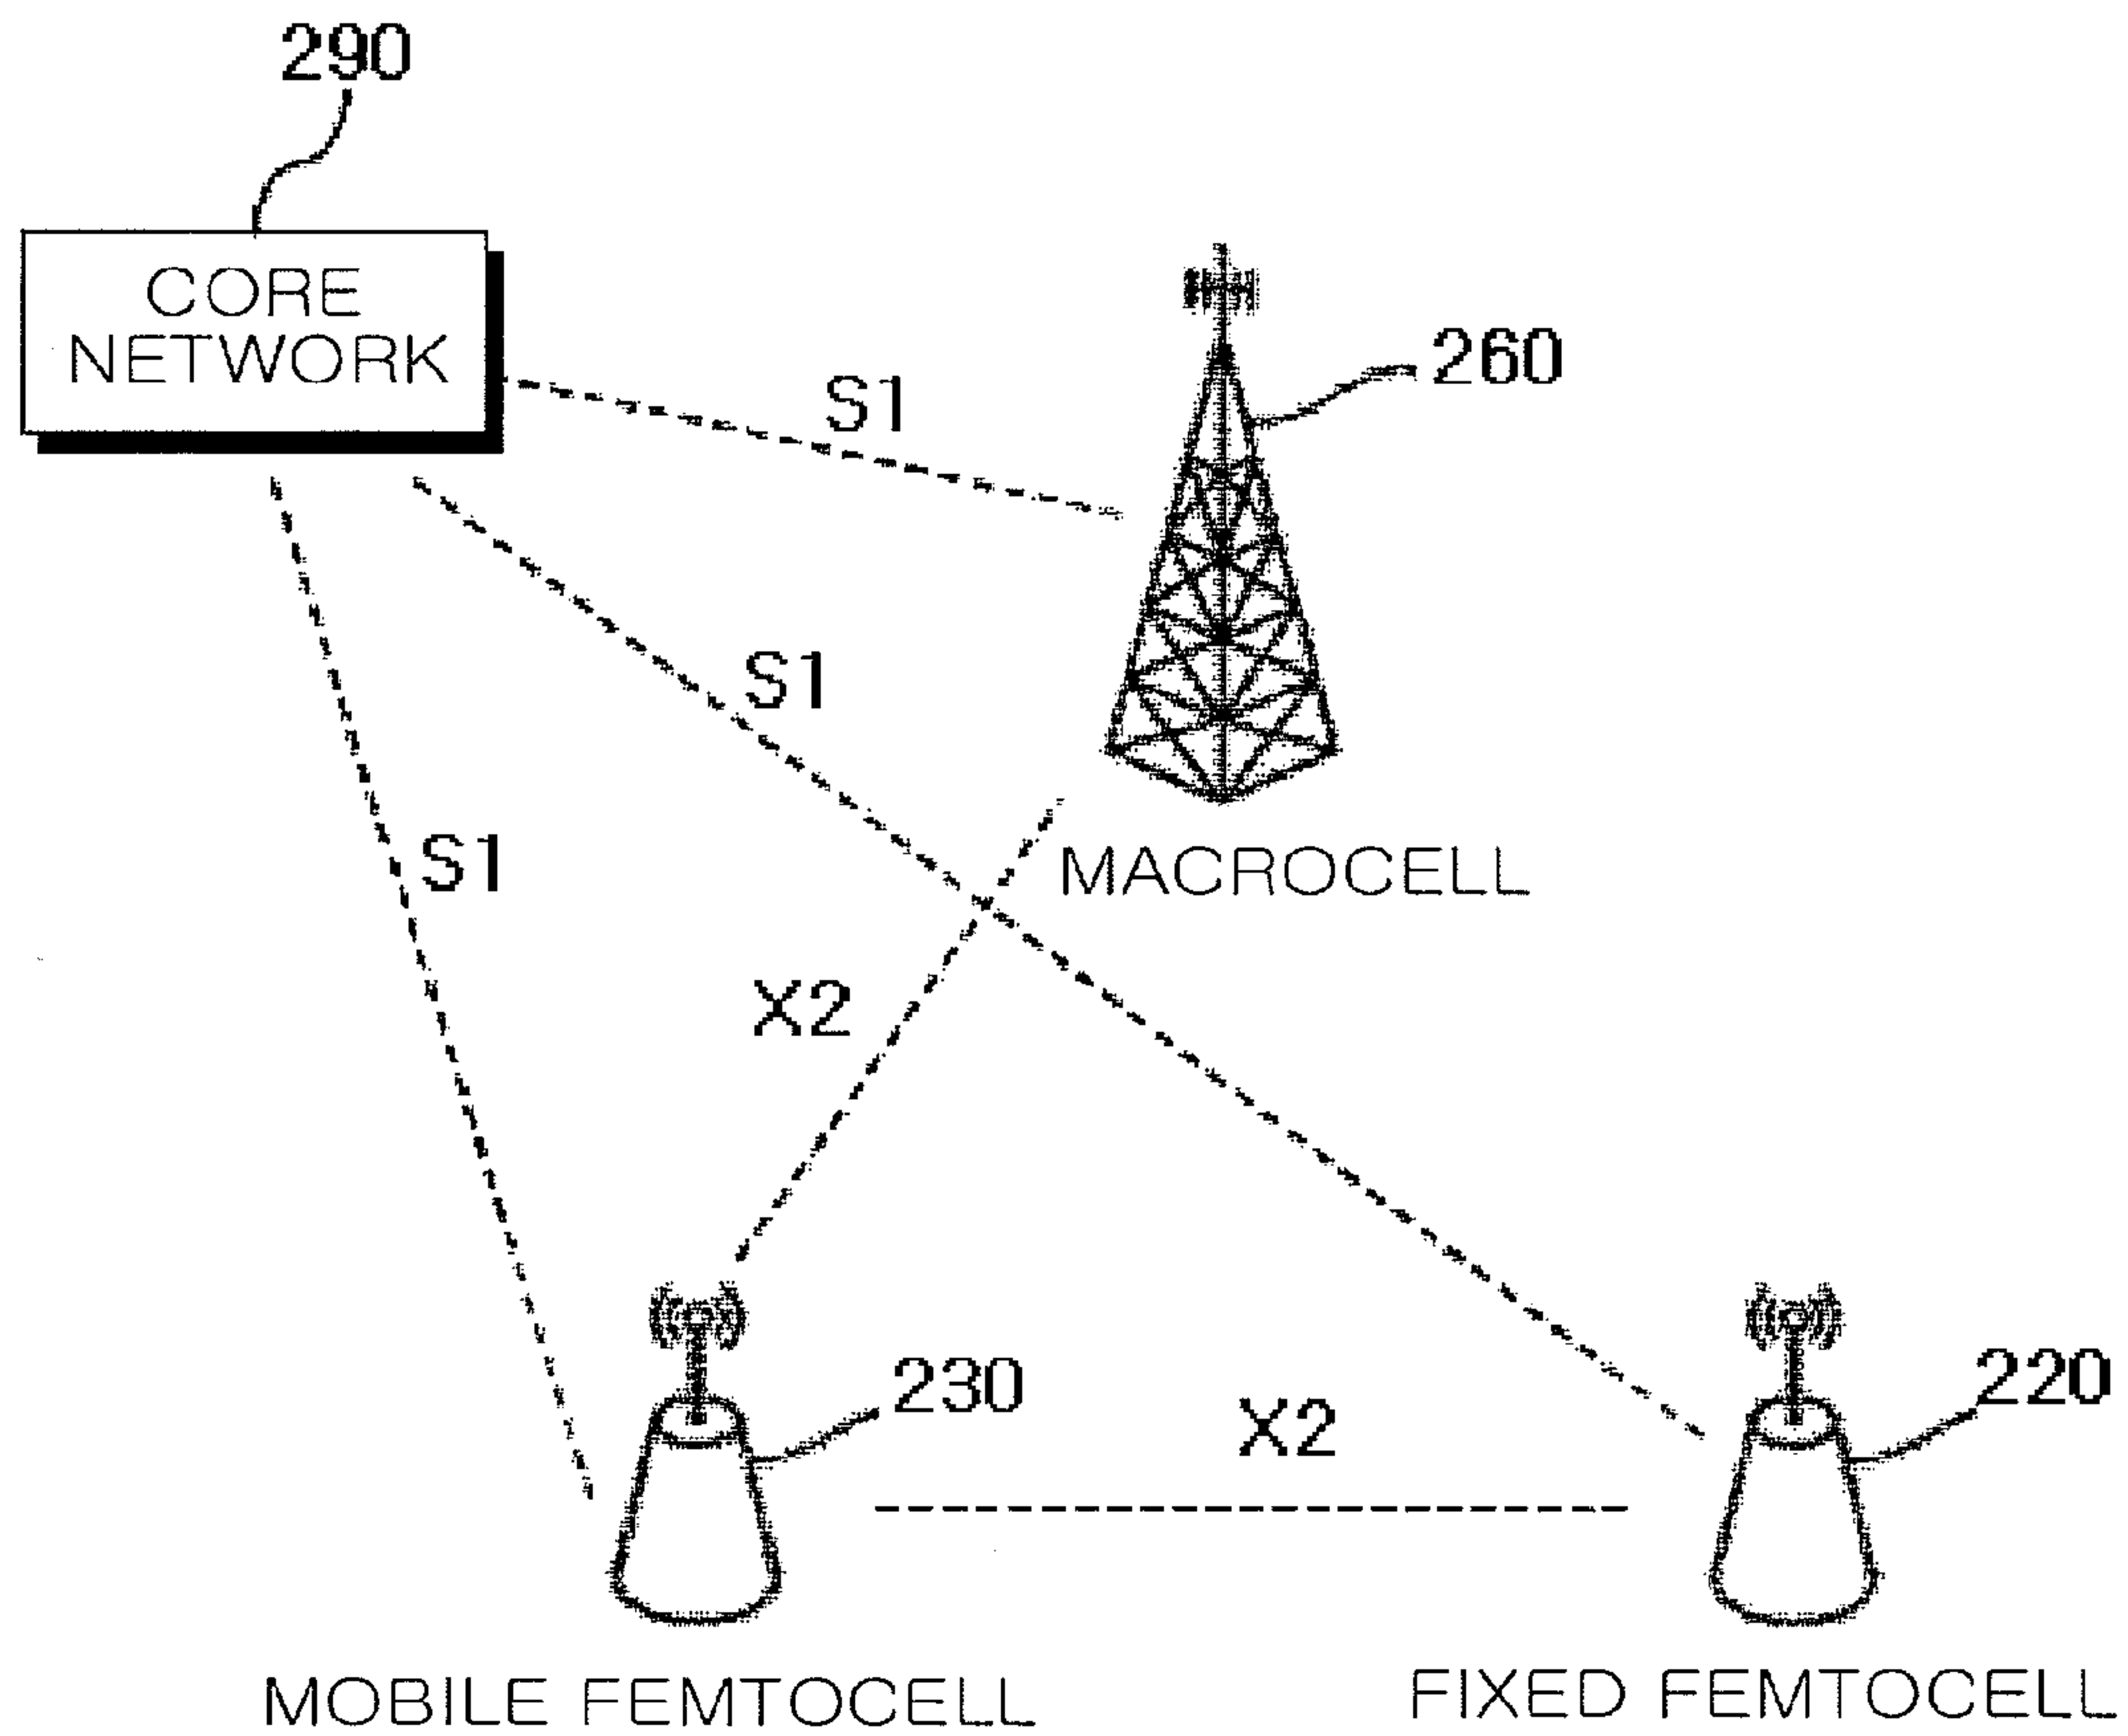 290
CORE
NETWORK
S1
260
S1
S1
MACROCELL
X2
230
X2
220
MOBILE FEMTOCELL
FIXED FEMTOCELL